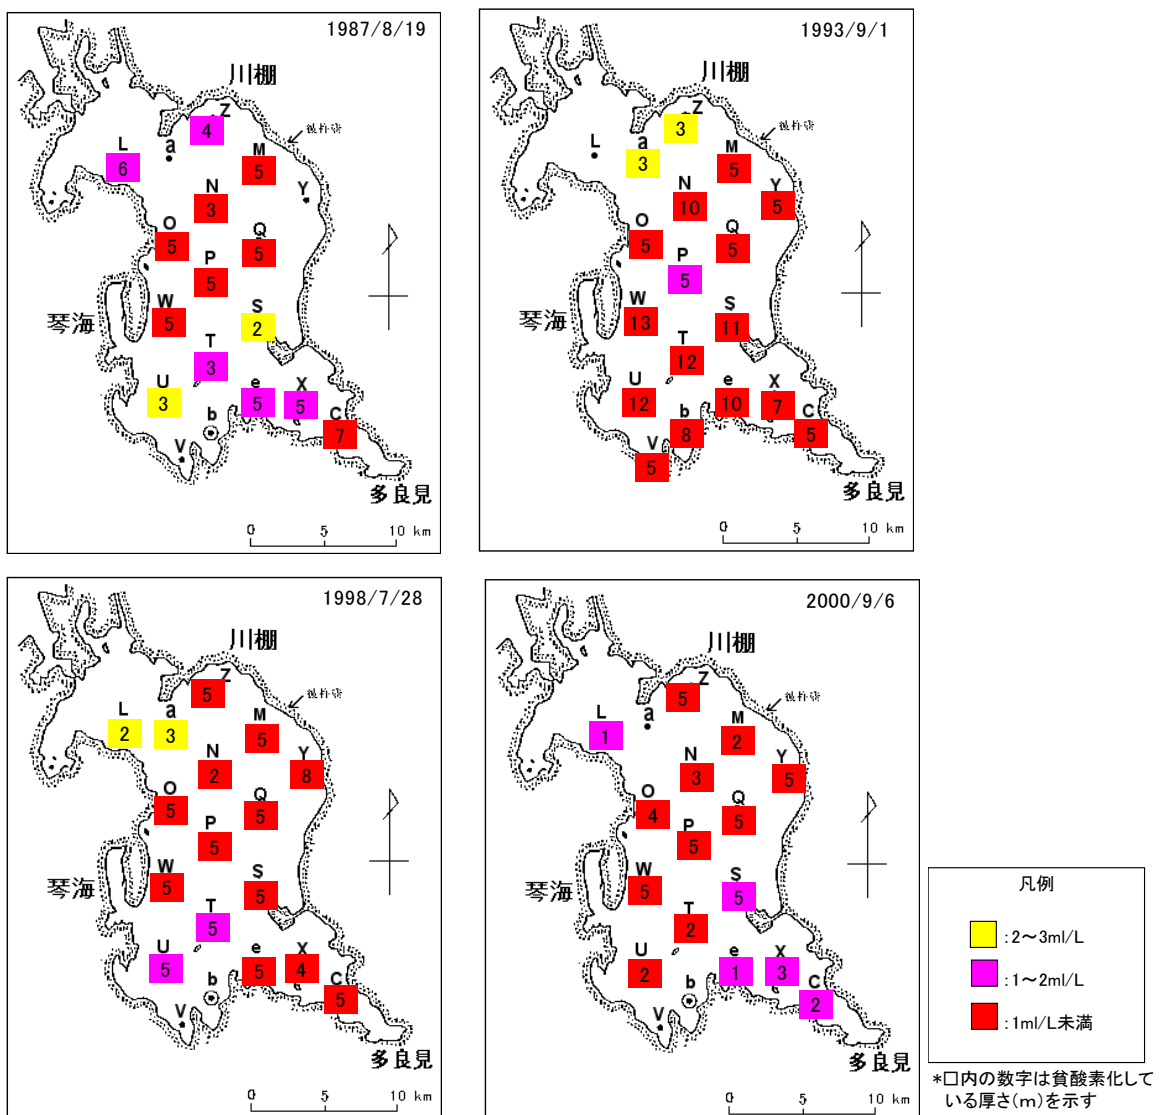 1987/8/19
川棚
Z
4
L
a
M
6
5
N
Y
3
O
Q
5
P
5
5
W
S
琴海
5
2
T
3
U
e
X
3
b
5
5
C
V
7
多良見
0 5 10 km
1993/9/1
川棚
Z
3
L
a
M
3
5
N
Y
10
5
O
Q
5
P
5
5
W
S
琴海
13
11
T
12
U
e
X
12
b
10
7
C
V
8
5
5
多良見
0 5 10 km
1998/7/28
川棚
Z
5
L
a
M
2
3
5
N
Y
2
8
O
Q
5
P
5
5
W
S
琴海
5
5
T
5
U
e
X
5
b
5
4
C
V
5
多良見
0 5 10 km
2000/9/6
川棚
Z
5
L
a
M
1
2
N
Y
3
5
O
Q
4
P
5
5
W
S
琴海
5
5
T
2
U
e
X
2
b
1
3
C
V
2
多良見
0 5 10 km
凡例
:2～3ml/L
:1～2ml/L
:1ml/L未満
*□内の数字は貧酸素化して
いる厚さ(m)を示す